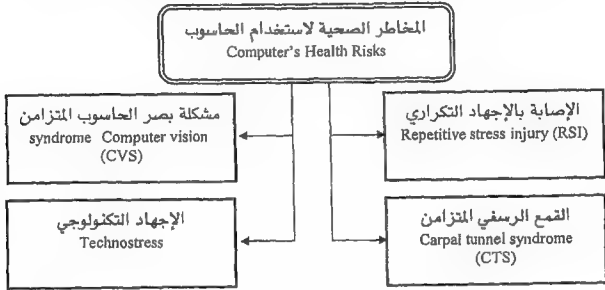 المخاطر الصحية لاستخدام الحاسوب
Computer's Health Risks
الإصابة بالإجهاد التكراري
Repetitive stress injury (RSI)
مشكلة بصر الحاسوب المتزامن
syndrome Computer vision
(CVS)
القمع الرسغي المتزامن
Carpal tunnel syndrome
(CTS)
الإجهاد التكنولوجي
Technostress